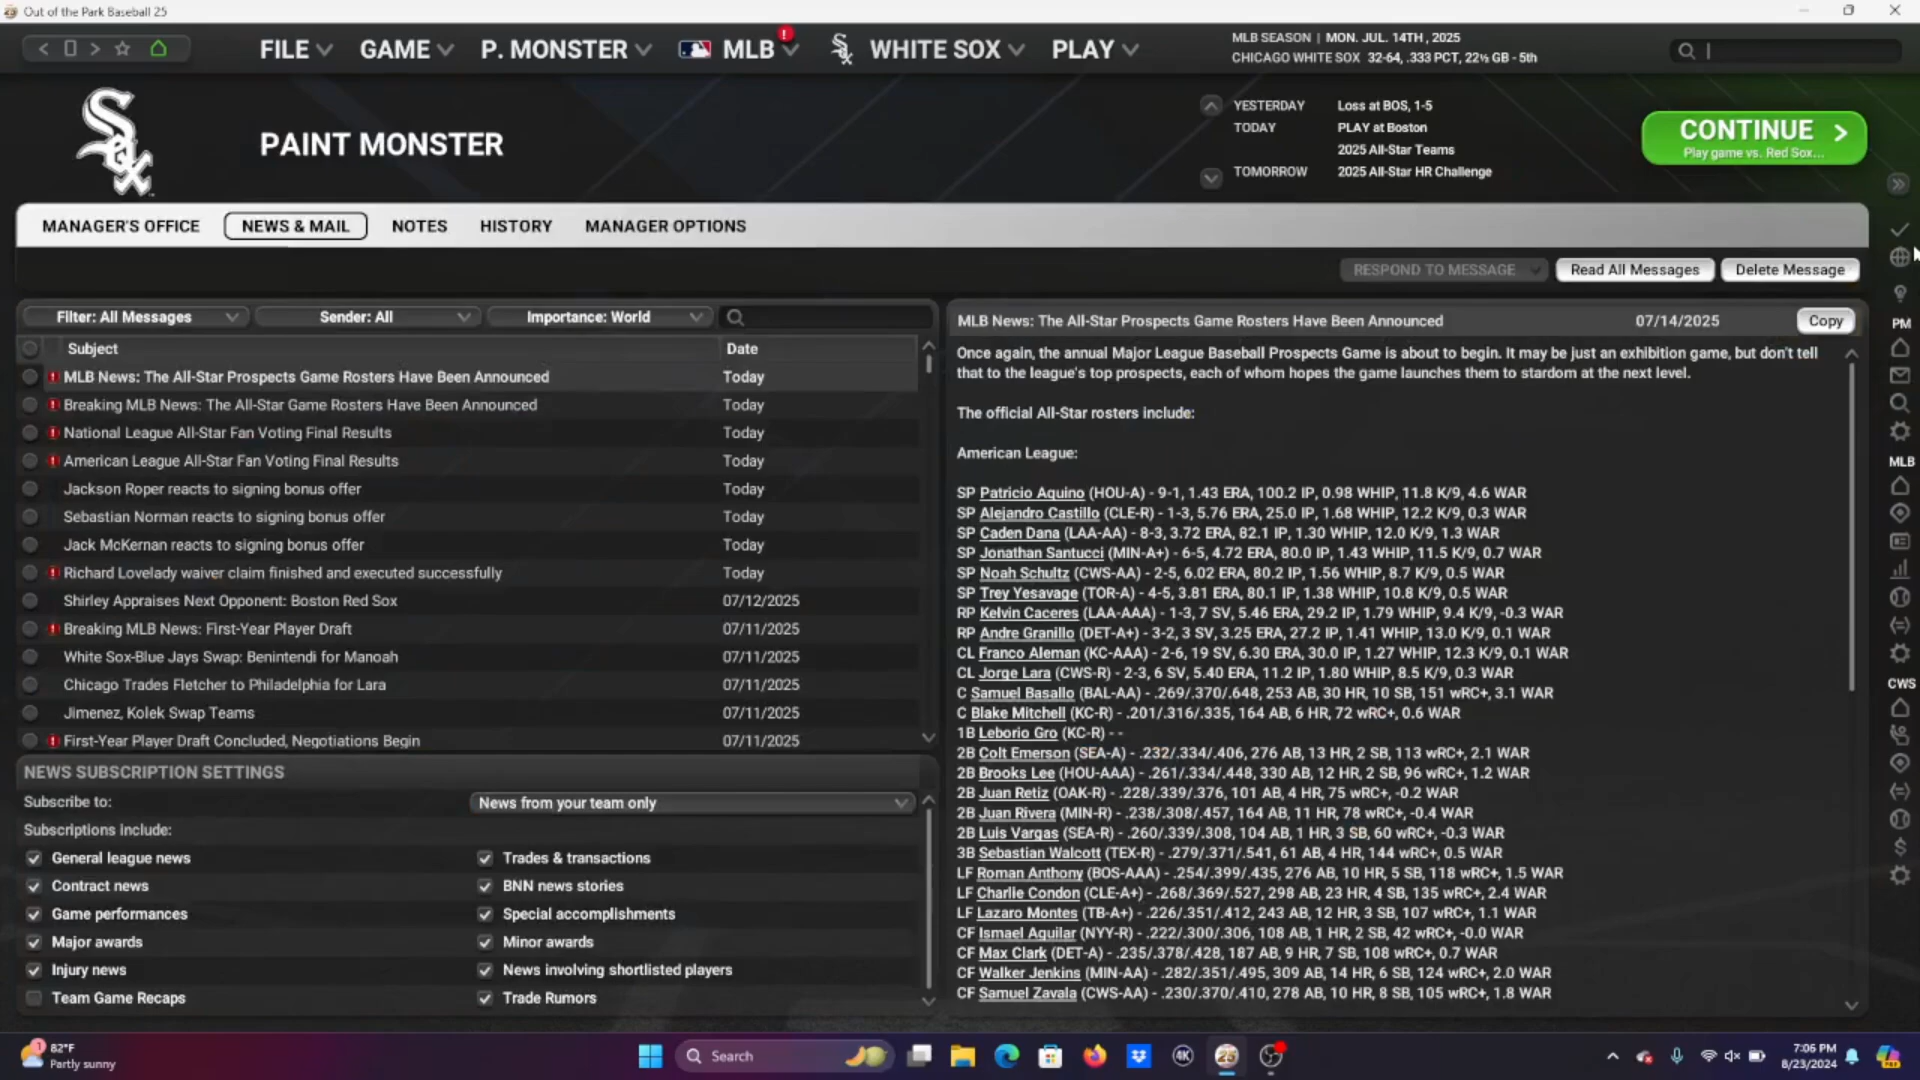 Out of the Park Baseball 25
FILE
GAME
P. MONSTER
MLB
WHITE SOX
PLAY
MLB SEASON | MON. JUL. 14TH , 2025
CHICAGO WHITE SOX 32-64, .333 PCT, 22½ GB - 5th
PAINT MONSTER
YESTERDAY Loss at BOS, 1-5
TODAY PLAY at Boston
2025 All-Star Teams
TOMORROW 2025 All-Star HR Challenge
CONTINUE
Play game vs. Red Sox...
MANAGER'S OFFICE
NEWS & MAIL
NOTES
HISTORY
MANAGER OPTIONS
RESPOND TO MESSAGE
Read All Messages
Delete Message
Filter: All Messages
Sender: All
Importance: World
Subject Date
MLB News: The All-Star Prospects Game Rosters Have Been Announced Today
Breaking MLB News: The All-Star Game Rosters Have Been Announced Today
National League All-Star Fan Voting Final Results Today
American League All-Star Fan Voting Final Results Today
Jackson Roper reacts to signing bonus offer Today
Sebastian Norman reacts to signing bonus offer Today
Jack McKernan reacts to signing bonus offer Today
Richard Lovelady waiver claim finished and executed successfully Today
Shirley Appraises Next Opponent: Boston Red Sox 07/12/2025
Breaking MLB News: First-Year Player Draft 07/11/2025
White Sox-Blue Jays Swap: Benintendi for Manoah 07/11/2025
Chicago Trades Fletcher to Philadelphia for Lara 07/11/2025
Jimenez, Kolek Swap Teams 07/11/2025
First-Year Player Draft Concluded, Negotiations Begin 07/11/2025
NEWS SUBSCRIPTION SETTINGS
Subscribe to: News from your team only
Subscriptions include:
General league news Trades & transactions
Contract news BNN news stories
Game performances Special accomplishments
Major awards Minor awards
Injury news News involving shortlisted players
Team Game Recaps Trade Rumors
MLB News: The All-Star Prospects Game Rosters Have Been Announced 07/14/2025 Copy
Once again, the annual Major League Baseball Prospects Game is about to begin. It may be just an exhibition game, but don't tell
that to the league's top prospects, each of whom hopes the game launches them to stardom at the next level.
The official All-Star rosters include:
American League:
SP Patricio Aquino (HOU-A) - 9-1, 1.43 ERA, 100.2 IP, 0.98 WHIP, 11.8 K/9, 4.6 WAR
SP Alejandro Castillo (CLE-R) - 1-3, 5.76 ERA, 25.0 IP, 1.68 WHIP, 12.2 K/9, 0.3 WAR
SP Caden Dana (LAA-AA) - 8-3, 3.72 ERA, 82.1 IP, 1.30 WHIP, 12.0 K/9, 1.3 WAR
SP Jonathan Santucci (MIN-A+) - 6-5, 4.72 ERA, 80.0 IP, 1.43 WHIP, 11.5 K/9, 0.7 WAR
SP Noah Schultz (CWS-AA) - 2-5, 6.02 ERA, 80.2 IP, 1.56 WHIP, 8.7 K/9, 0.5 WAR
SP Trey Yesavage (TOR-A) - 4-5, 3.81 ERA, 80.1 IP, 1.38 WHIP, 10.8 K/9, 0.5 WAR
RP Kelvin Caceres (LAA-AAA) - 1-3, 7 SV, 5.46 ERA, 29.2 IP, 1.79 WHIP, 9.4 K/9, -0.3 WAR
RP Andre Granillo (DET-A+) - 3-2, 3 SV, 3.25 ERA, 27.2 IP, 1.41 WHIP, 13.0 K/9, 0.1 WAR
CL Franco Aleman (KC-AAA) - 2-6, 19 SV, 6.30 ERA, 30.0 IP, 1.27 WHIP, 12.3 K/9, 0.1 WAR
CL Jorge Lara (CWS-R) - 2-3, 6 SV, 5.40 ERA, 11.2 IP, 1.80 WHIP, 8.5 K/9, 0.3 WAR
C Samuel Basallo (BAL-AA) - .269/.370/.648, 253 AB, 30 HR, 10 SB, 151 wRC+, 3.1 WAR
C Blake Mitchell (KC-R) - .201/.316/.335, 164 AB, 6 HR, 72 wRC+, 0.6 WAR
1B Leborio Gro (KC-R) - -
2B Colt Emerson (SEA-A) - .232/.334/.406, 276 AB, 13 HR, 2 SB, 113 wRC+, 2.1 WAR
2B Brooks Lee (HOU-AAA) - .261/.334/.448, 330 AB, 12 HR, 2 SB, 96 wRC+, 1.2 WAR
2B Juan Retiz (OAK-R) - .228/.339/.376, 101 AB, 4 HR, 75 wRC+, -0.2 WAR
2B Juan Rivera (MIN-R) - .238/.308/.457, 164 AB, 11 HR, 78 wRC+, -0.4 WAR
2B Luis Vargas (SEA-R) - .260/.339/.308, 104 AB, 1 HR, 3 SB, 60 wRC+, -0.3 WAR
3B Sebastian Walcott (TEX-R) - .279/.371/.541, 61 AB, 4 HR, 144 wRC+, 0.5 WAR
LF Roman Anthony (BOS-AAA) - .254/.399/.435, 276 AB, 10 HR, 5 SB, 118 wRC+, 1.5 WAR
LF Charlie Condon (CLE-A+) - .268/.369/.527, 298 AB, 23 HR, 4 SB, 135 wRC+, 2.4 WAR
LF Lazaro Montes (TB-A+) - .226/.351/.412, 243 AB, 12 HR, 3 SB, 107 wRC+, 1.1 WAR
CF Ismael Aguilar (NYY-R) - .222/.300/.306, 108 AB, 1 HR, 2 SB, 42 wRC+, -0.0 WAR
CF Max Clark (DET-A) - .235/.378/.428, 187 AB, 9 HR, 7 SB, 108 wRC+, 0.7 WAR
CF Walker Jenkins (MIN-AA) - .282/.351/.495, 309 AB, 14 HR, 6 SB, 124 wRC+, 2.0 WAR
CF Samuel Zavala (CWS-AA) - .230/.370/.410, 278 AB, 10 HR, 8 SB, 105 wRC+, 1.8 WAR
PM
MLB
CWS
1
82°F
Partly sunny
Search
4K
25
7:06 PM
8/23/2024